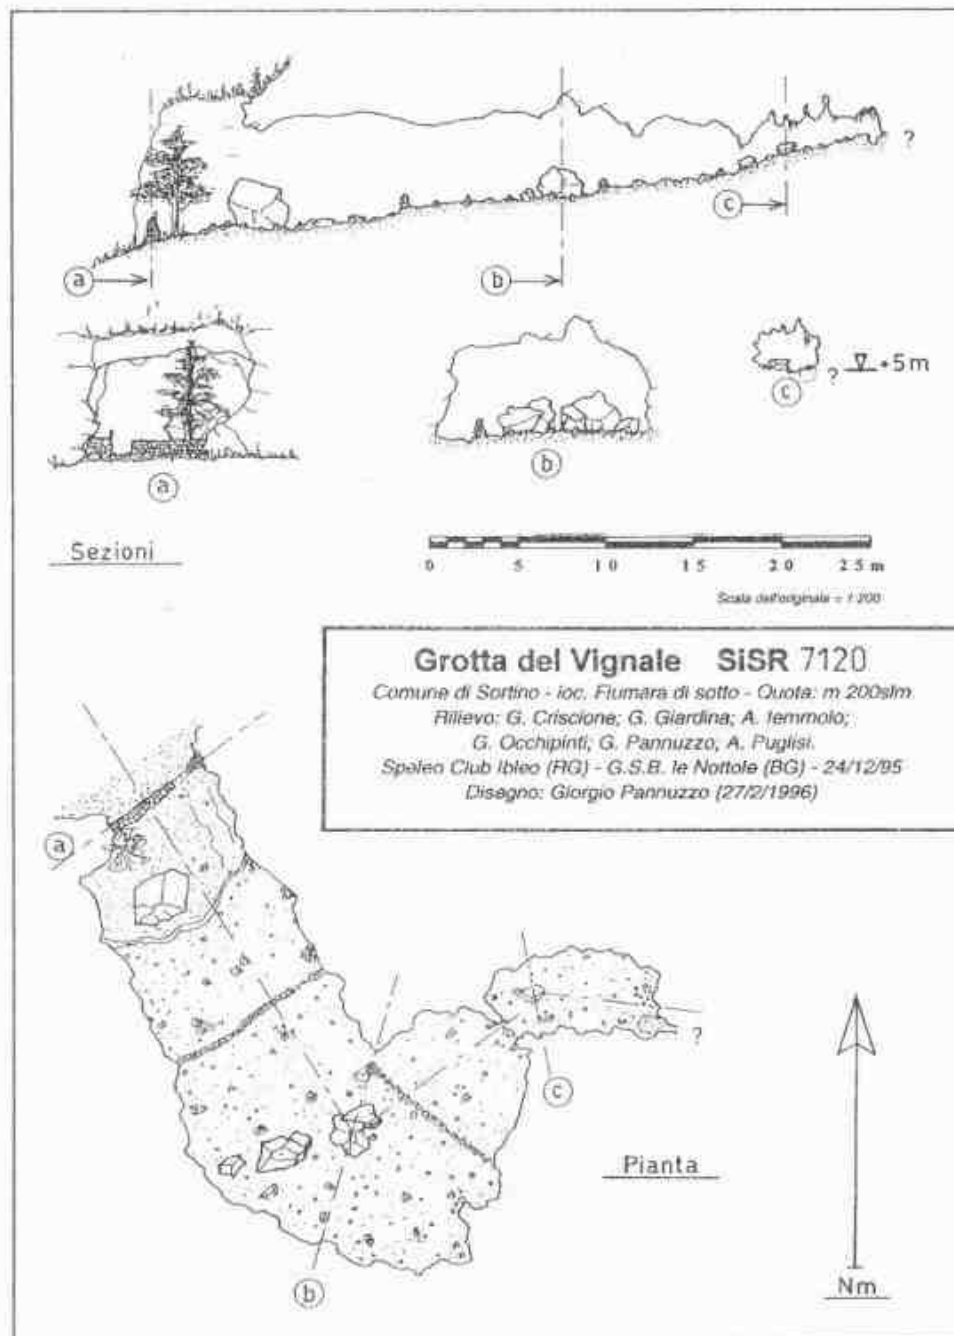 ?
a
b
c
a
b
c
? +5m
Sezioni
0 5 10 15 20 25 m
Scala dell'originale = 1:200
Grotta del Vignale SiSR 7120
Comune di Sortino - loc. Fiumara di sotto - Quota: m 200slm
Rilievo: G. Criscione; G. Giardina; A. Iemmolo;
G. Occhipinti; G. Pannuzzo; A. Puglisi.
Speleo Club Ibleo (RG) - G.S.B. le Nottole (BG) - 24/12/95
Disegno: Giorgio Pannuzzo (27/2/1996)
a
?
c
Pianta
b
Nm